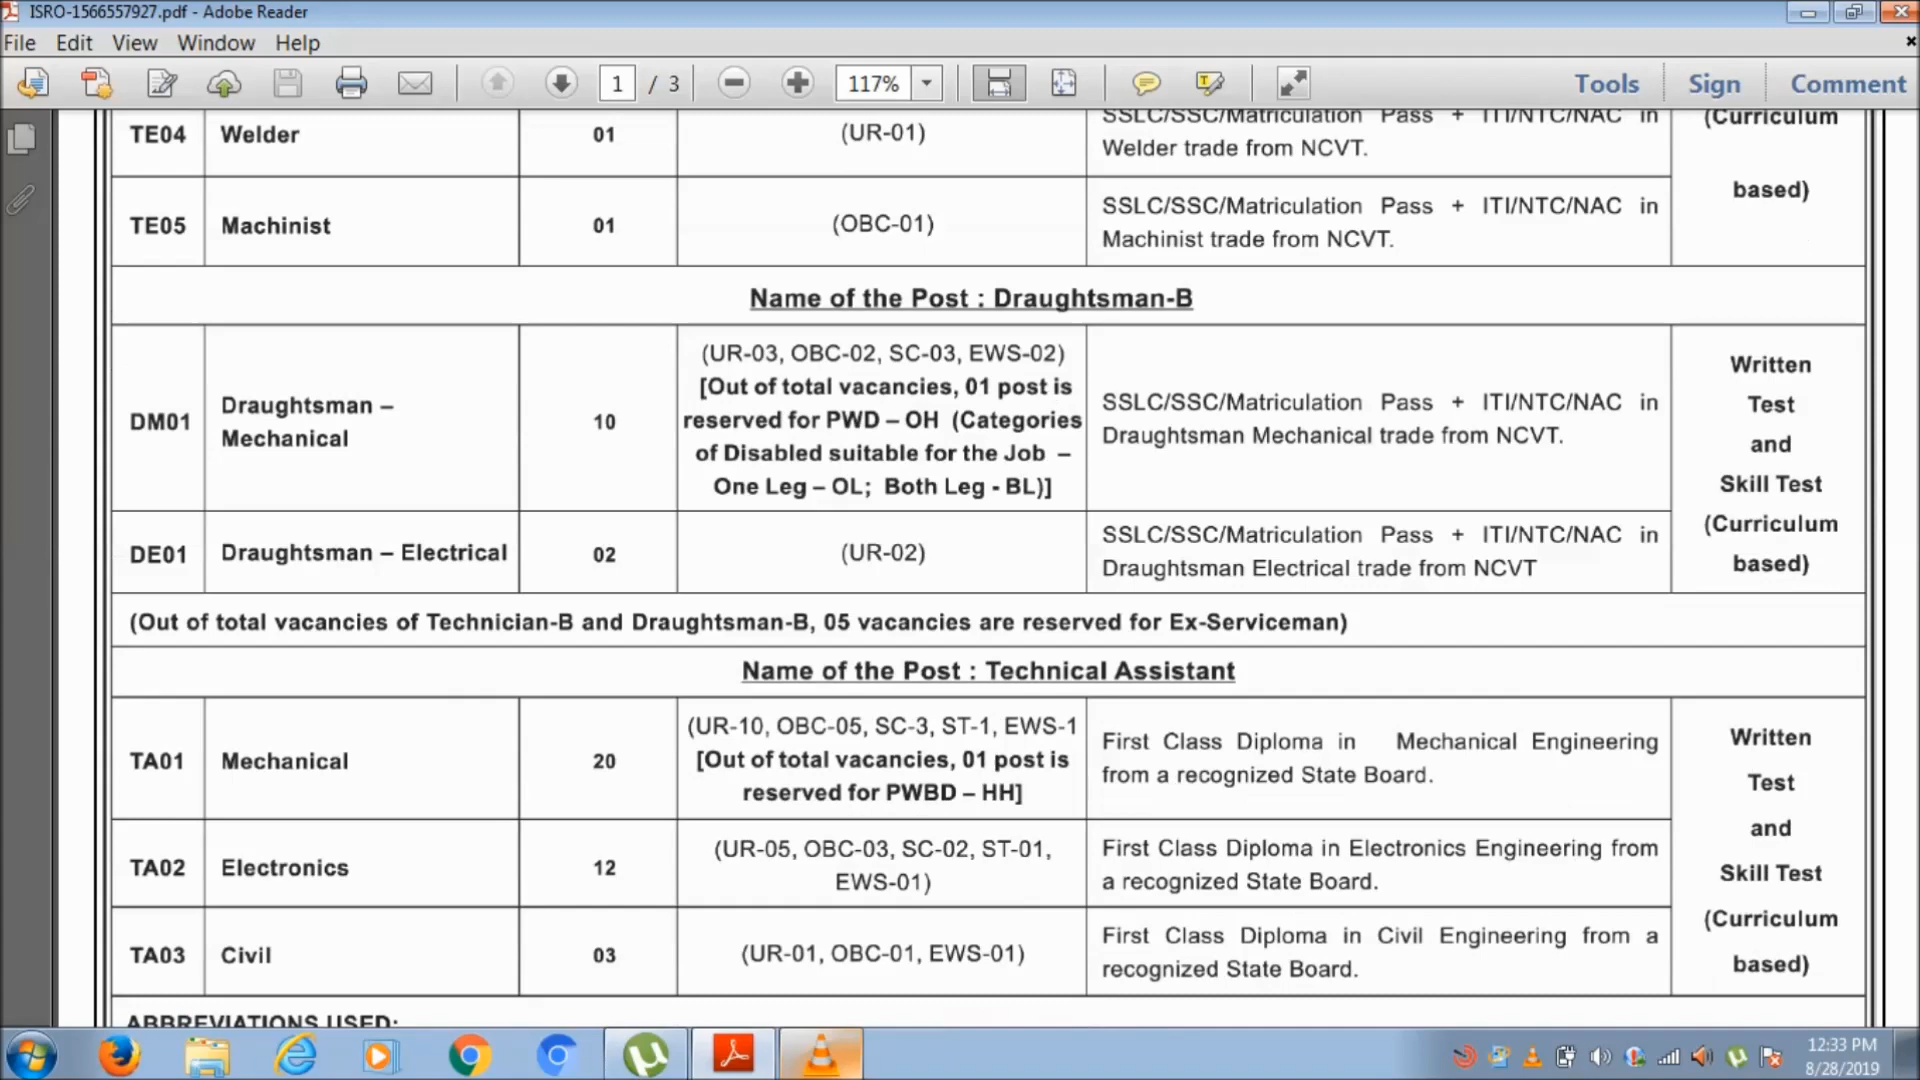 ISRO-1566557927.pdf - Adobe Reader
File Edit View Window Help
1 / 3 117% Tools Sign Comment
TE04 Welder 01 (UR-01) SSLC/SSC/Matriculation Pass + ITI/NTC/NAC in
Welder trade from NCVT.
(Curriculum
based)
TE05 Machinist 01 (OBC-01) SSLC/SSC/Matriculation Pass + ITI/NTC/NAC in
Machinist trade from NCVT.
Name of the Post : Draughtsman-B
DM01
Draughtsman –
Mechanical
10
(UR-03, OBC-02, SC-03, EWS-02)
[Out of total vacancies, 01 post is
reserved for PWD – OH (Categories
of Disabled suitable for the Job –
One Leg – OL; Both Leg - BL)]
SSLC/SSC/Matriculation Pass + ITI/NTC/NAC in
Draughtsman Mechanical trade from NCVT.
Written
Test
and
Skill Test
(Curriculum
based)
DE01 Draughtsman – Electrical 02 (UR-02)
SSLC/SSC/Matriculation Pass + ITI/NTC/NAC in
Draughtsman Electrical trade from NCVT
(Out of total vacancies of Technician-B and Draughtsman-B, 05 vacancies are reserved for Ex-Serviceman)
Name of the Post : Technical Assistant
TA01 Mechanical 20
(UR-10, OBC-05, SC-3, ST-1, EWS-1
[Out of total vacancies, 01 post is
reserved for PWBD – HH]
First Class Diploma in Mechanical Engineering
from a recognized State Board.
Written
Test
and
Skill Test
(Curriculum
based)
TA02 Electronics 12
(UR-05, OBC-03, SC-02, ST-01,
EWS-01)
First Class Diploma in Electronics Engineering from
a recognized State Board.
TA03 Civil 03 (UR-01, OBC-01, EWS-01)
First Class Diploma in Civil Engineering from a
recognized State Board.
ABBREVIATIONS USED:
12:33 PM
8/28/2019